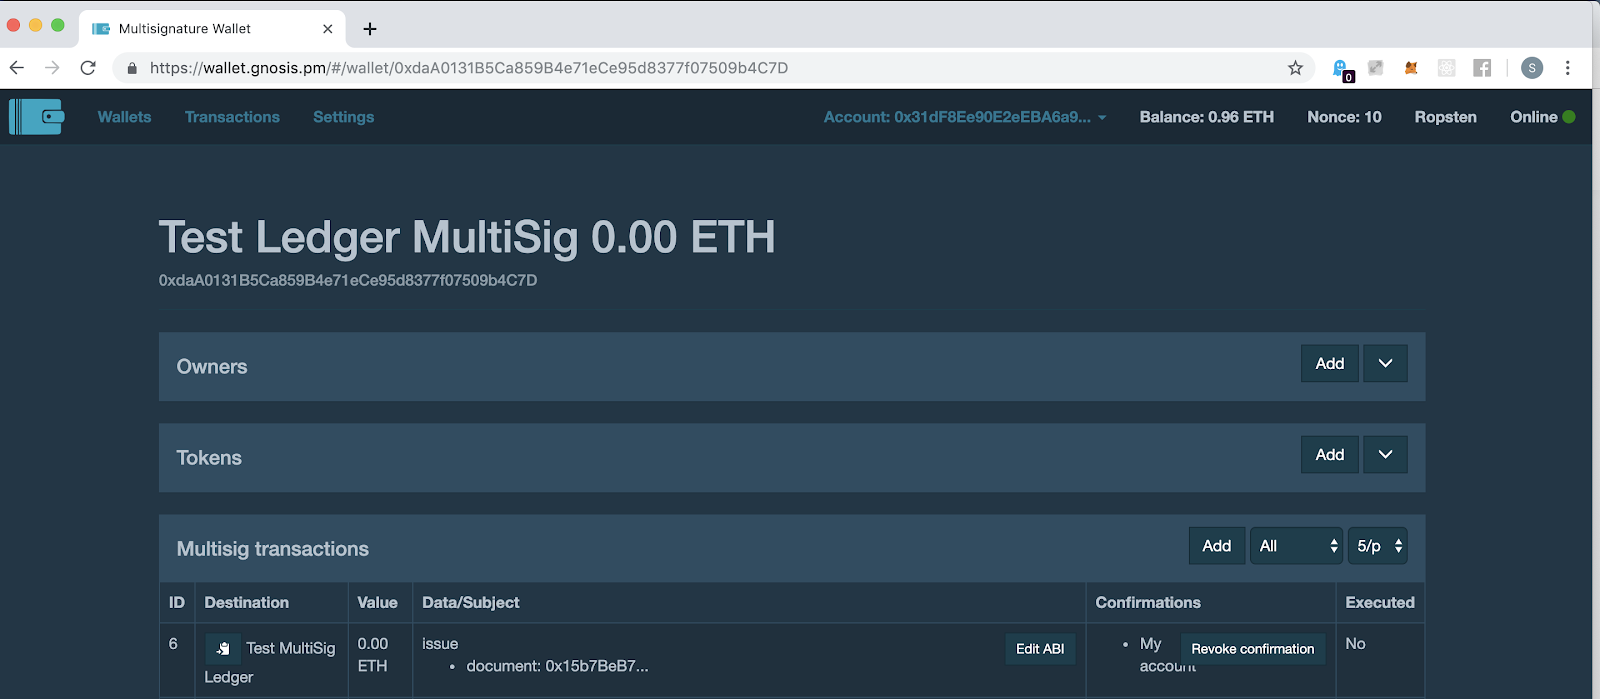 Multisignature Wallet
https://wallet.gnosis.pm/#/wallet/0xdaA0131B5Ca859B4e71eCe95d8377f07509b4C7D
0
S
Wallets Transactions Settings Account: 0x31dF8Ee90E2eEBA6a9... Balance: 0.96 ETH Nonce: 10 Ropsten Online
Test Ledger MultiSig 0.00 ETH
0xdaA0131B5Ca859B4e71eCe95d8377f07509b4C7D
Owners Add
Tokens Add
Multisig transactions Add All 5/p
ID Destination Value Data/Subject Confirmations Executed
6 Test MultiSig Ledger 0.00 ETH issue Edit ABI My account Revoke confirmation No
document: 0x15b7BeB7...